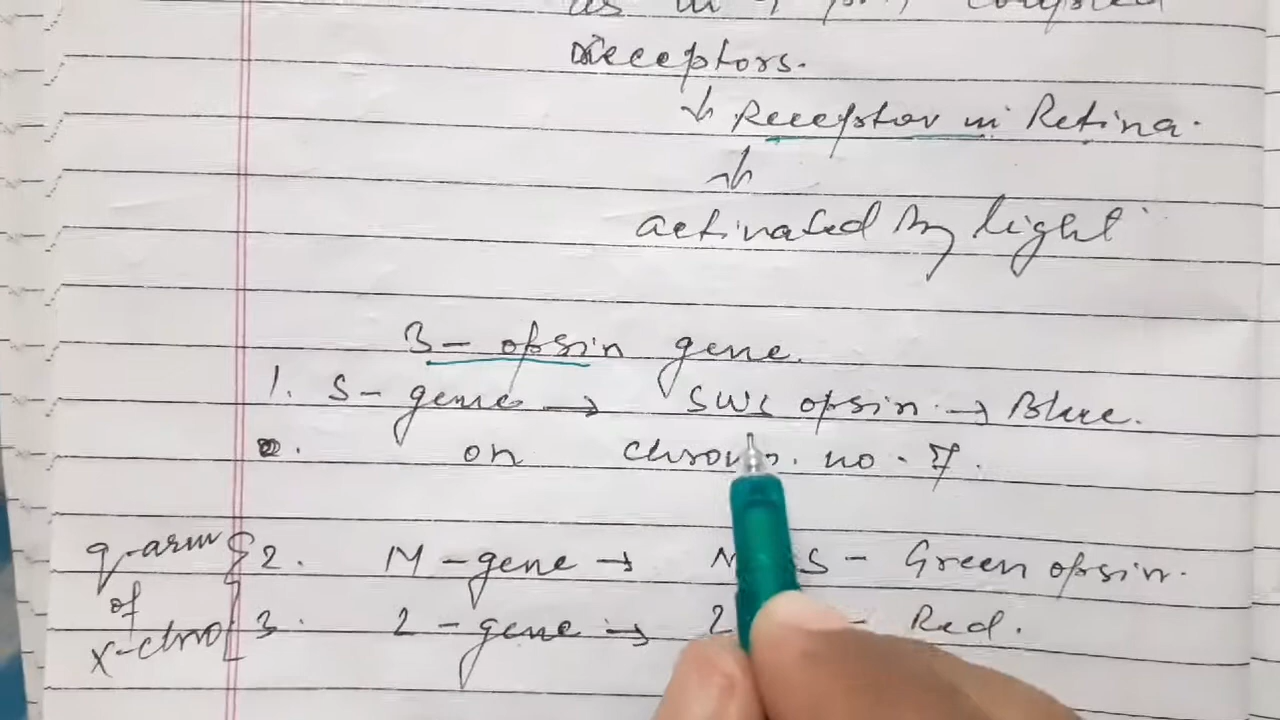 receptors.
↓ Receptor in Retina.
↓
activated by light
3 - opsin gene.
1. S - gene → SWS opsin. → Blue.
on chrom. no. 7.
q-arm of X-chro
2. M - gene → S - Green opsin.
3. L - gene → Red.